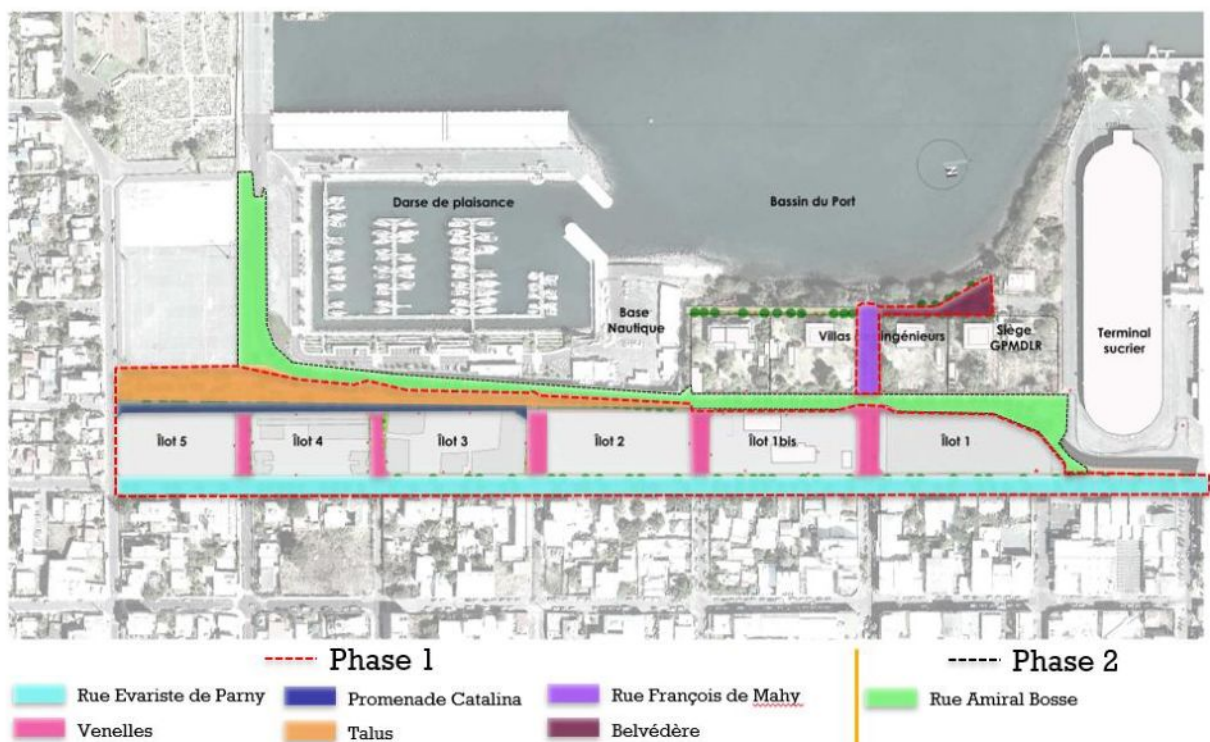 Darse de plaisance
Bassin du Port
N
Base
Nautique
Villas ingénieurs
Siège
GPMDLR
Terminal
sucrier
Îlot 5
Îlot 4
Îlot 3
Îlot 2
Îlot 1bis
Îlot 1
Phase 1
Phase 2
Rue Evariste de Parny
Promenade Catalina
Rue François de Mahy
Rue Amiral Bosse
Venelles
Talus
Belvédère